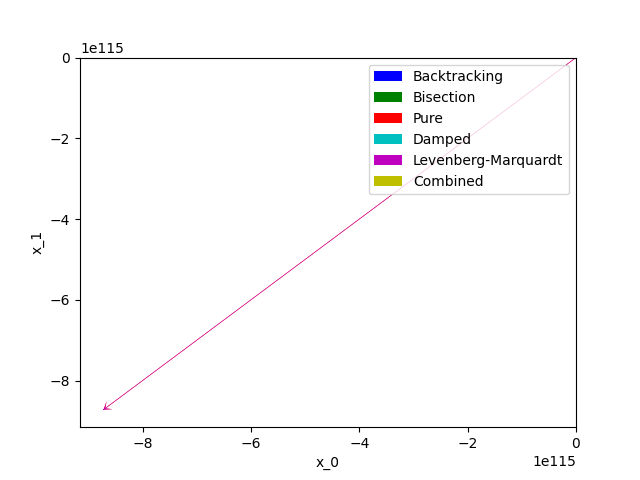 1e115
0
−2
−4
−6
−8
x_1
Backtracking
Bisection
Pure
Damped
Levenberg-Marquardt
Combined
−8 −6 −4 −2 0
x_0
1e115